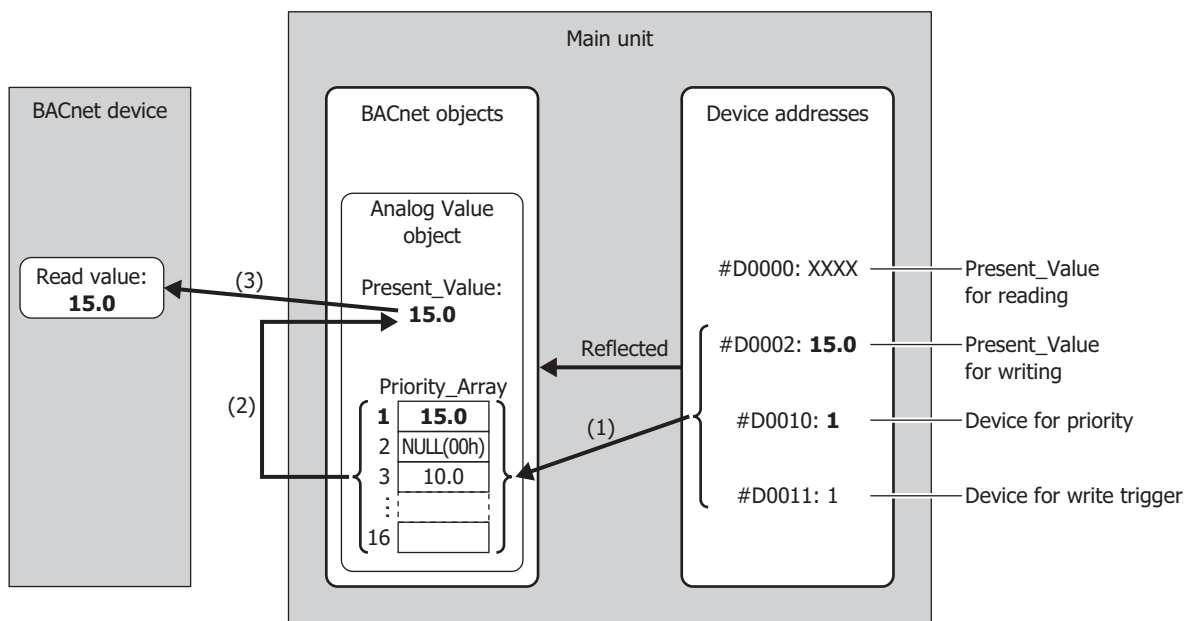 Main unit
BACnet device
BACnet objects
Device addresses
Analog Value
object
Read value:
15.0
(3)
Present_Value:
15.0
#D0000: XXXX
Present_Value
for reading
Reflected
#D0002: 15.0
Present_Value
for writing
(2)
Priority_Array
1 15.0
2 NULL(00h)
3 10.0
⋮
16
(1)
#D0010: 1
Device for priority
#D0011: 1
Device for write trigger